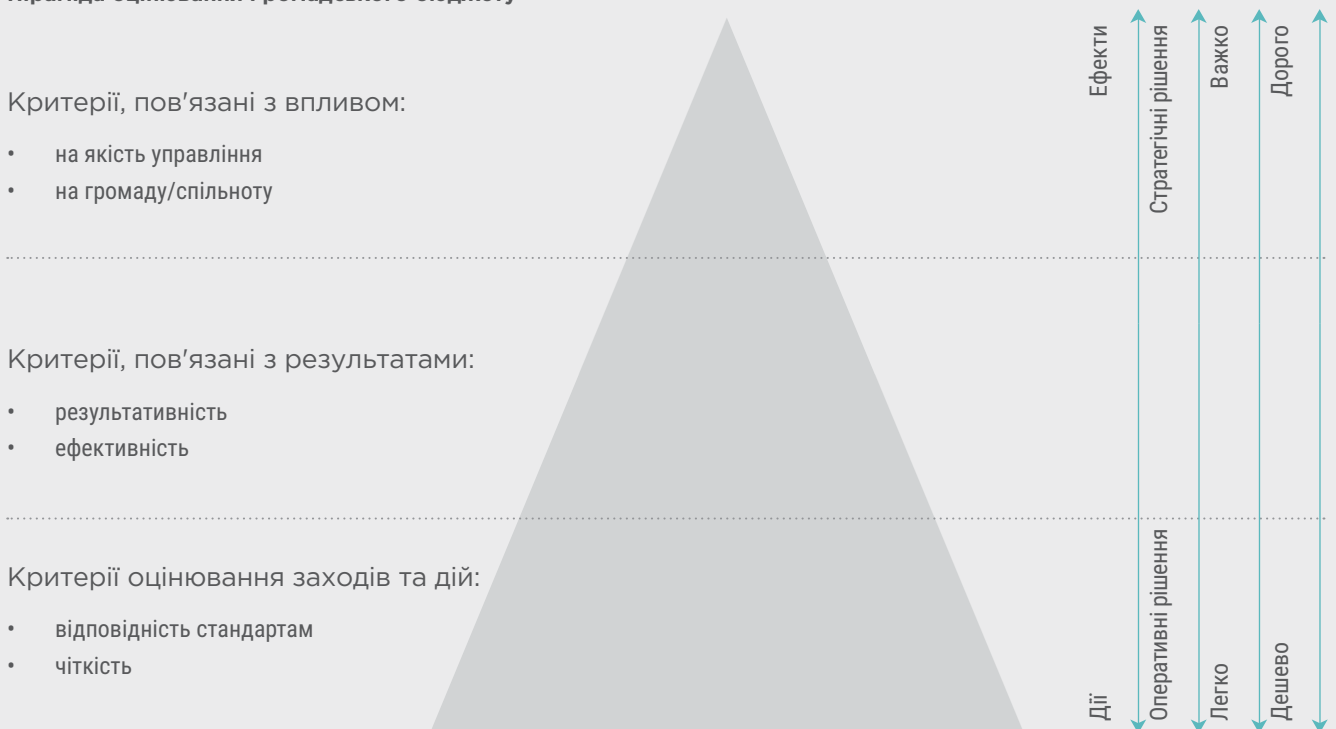 Критерії, пов'язані з впливом:
• на якість управління
• на громаду/спільноту
Критерії, пов'язані з результатами:
• результативність
• ефективність
Критерії оцінювання заходів та дій:
• відповідність стандартам
• чіткість
Ефекти
Стратегічні рішення
Важко
Дорого
Дії
Оперативні рішення
Легко
Дешево